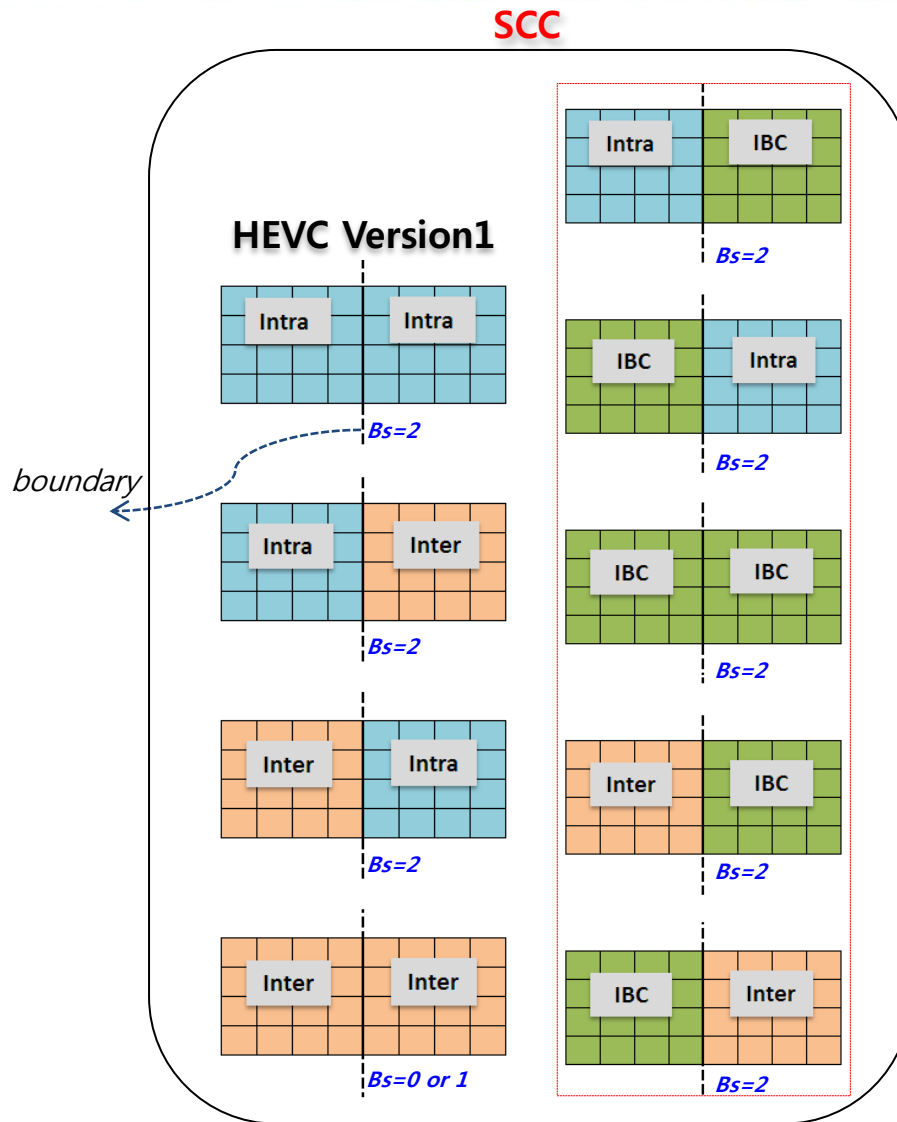 SCC
HEVC Version1
Intra Intra
Bs=2
boundary
Intra Inter
Bs=2
Inter Intra
Bs=2
Inter Inter
Bs=0 or 1
Intra IBC
Bs=2
IBC Intra
Bs=2
IBC IBC
Bs=2
Inter IBC
Bs=2
IBC Inter
Bs=2